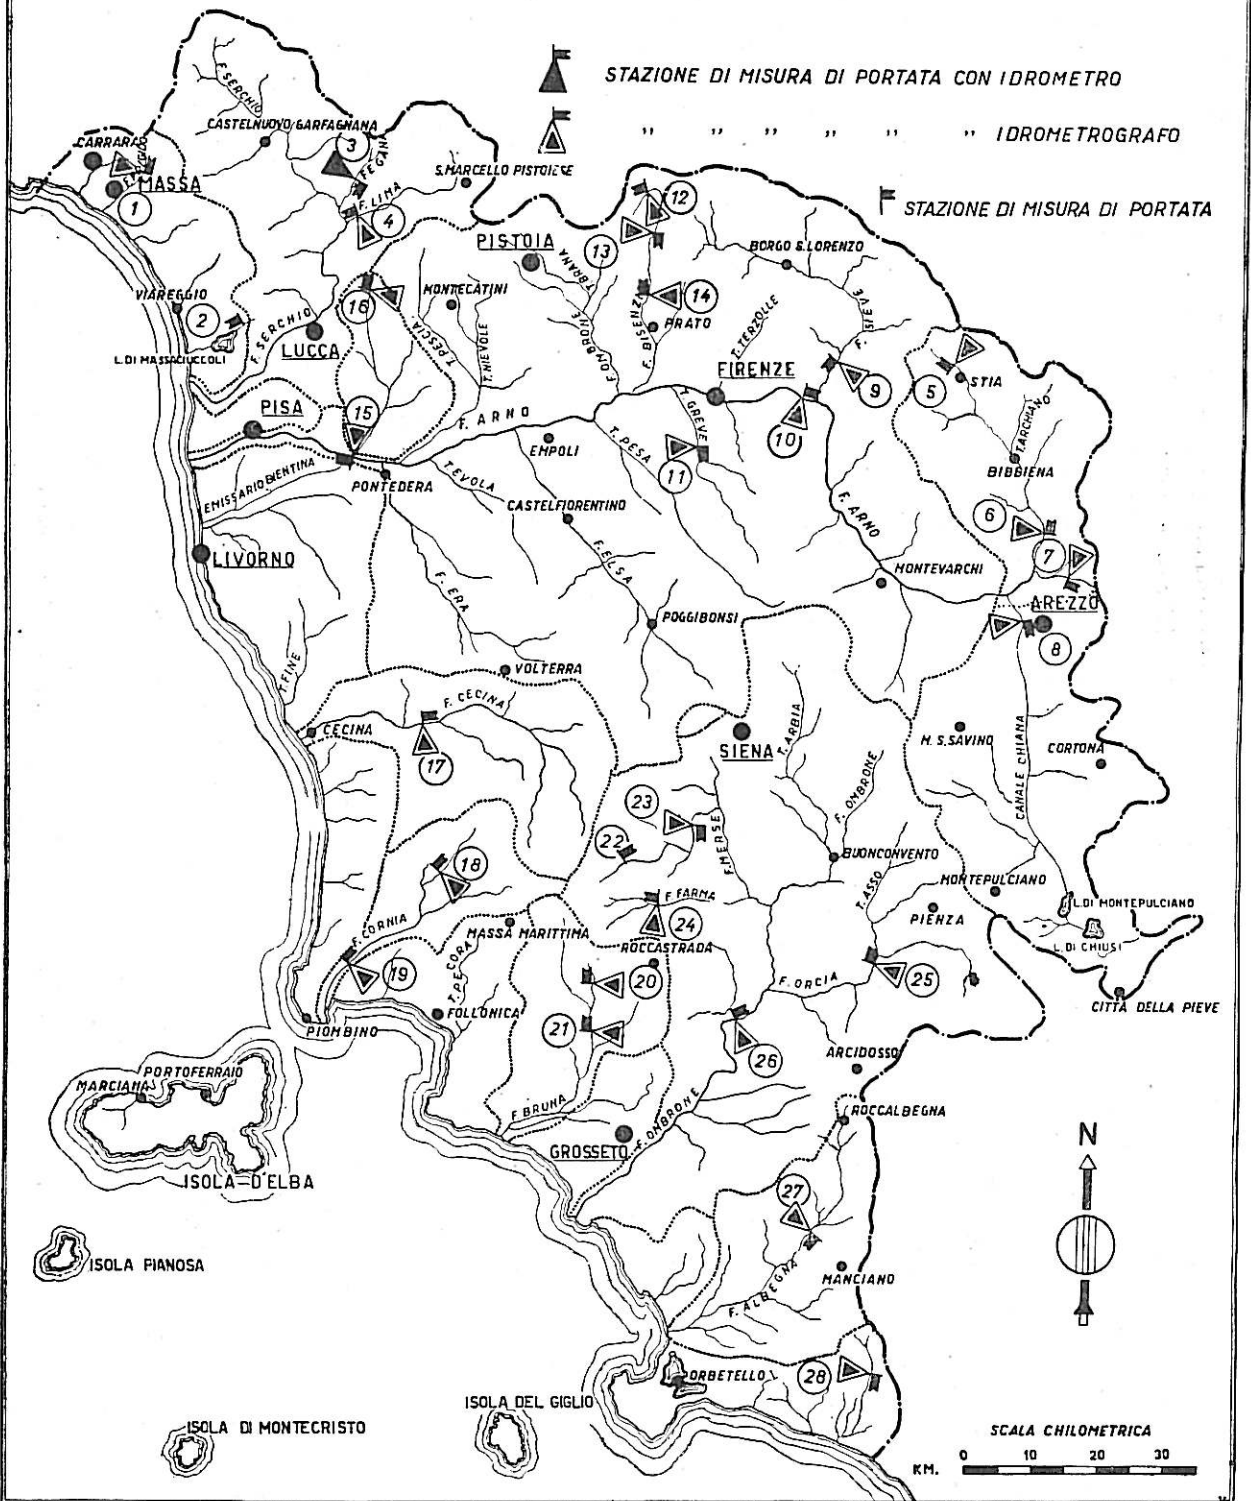 STAZIONE DI MISURA DI PORTATA CON IDROMETRO
" " " " " " IDROMETROGRAFO
STAZIONE DI MISURA DI PORTATA
F. SERCHIO
CASTELNUOVO GARFAGNANA
3
CARRARA
MASSA
1
F. LIMA
4
S. MARCELLO PISTOIESE
12
13
PISTOIA
T. BRANA
BORGO S. LORENZO
VIAREGGIO
2
L. DI MASSACIUCCOLI
F. SERCHIO
LUCCA
16
MONTECATINI
T. PESCIA
T. NIEVOLE
F. OMBRONE
F. BISENZIO
14
PRATO
T. TERZOLLE
F. SIEVE
FIRENZE
9
5
STIA
PISA
15
F. ARNO
EMPOLI
T. PESA
T. GREVE
11
10
T. ARCHIANO
BIBBIENA
EMISSARIO BIENTINA
PONTEDERA
T. EVOLA
CASTELFIORENTINO
F. ARNO
6
7
LIVORNO
F. ERA
F. ELSA
MONTEVARCHI
AREZZO
8
POGGIBONSI
T. FINE
VOLTERRA
F. CECINA
CECINA
17
SIENA
T. ARBIA
M. S. SAVINO
CORTONA
CANALE CHIANA
F. OMBRONE
23
22
F. MERSE
BUONCONVENTO
18
F. CORNIA
F. FARMA
24
T. ASSO
MONTEPULCIANO
PIENZA
L. DI MONTEPULCIANO
L. DI CHIUSI
MASSA MARITTIMA
ROCCASTRADA
19
T. PECORA
20
F. ORCIA
25
CITTÀ DELLA PIEVE
PIOMBINO
FOLLONICA
21
26
ARCIDOSSO
MARCIANA
PORTOFERRAIO
F. BRUNA
F. OMBRONE
ROCCALBEGNA
GROSSETO
N
ISOLA D'ELBA
27
ISOLA PIANOSA
MANCIANO
F. ALBEGNA
ORBETELLO
28
ISOLA DEL GIGLIO
ISOLA DI MONTECRISTO
SCALA CHILOMETRICA
0 10 20 30
KM.